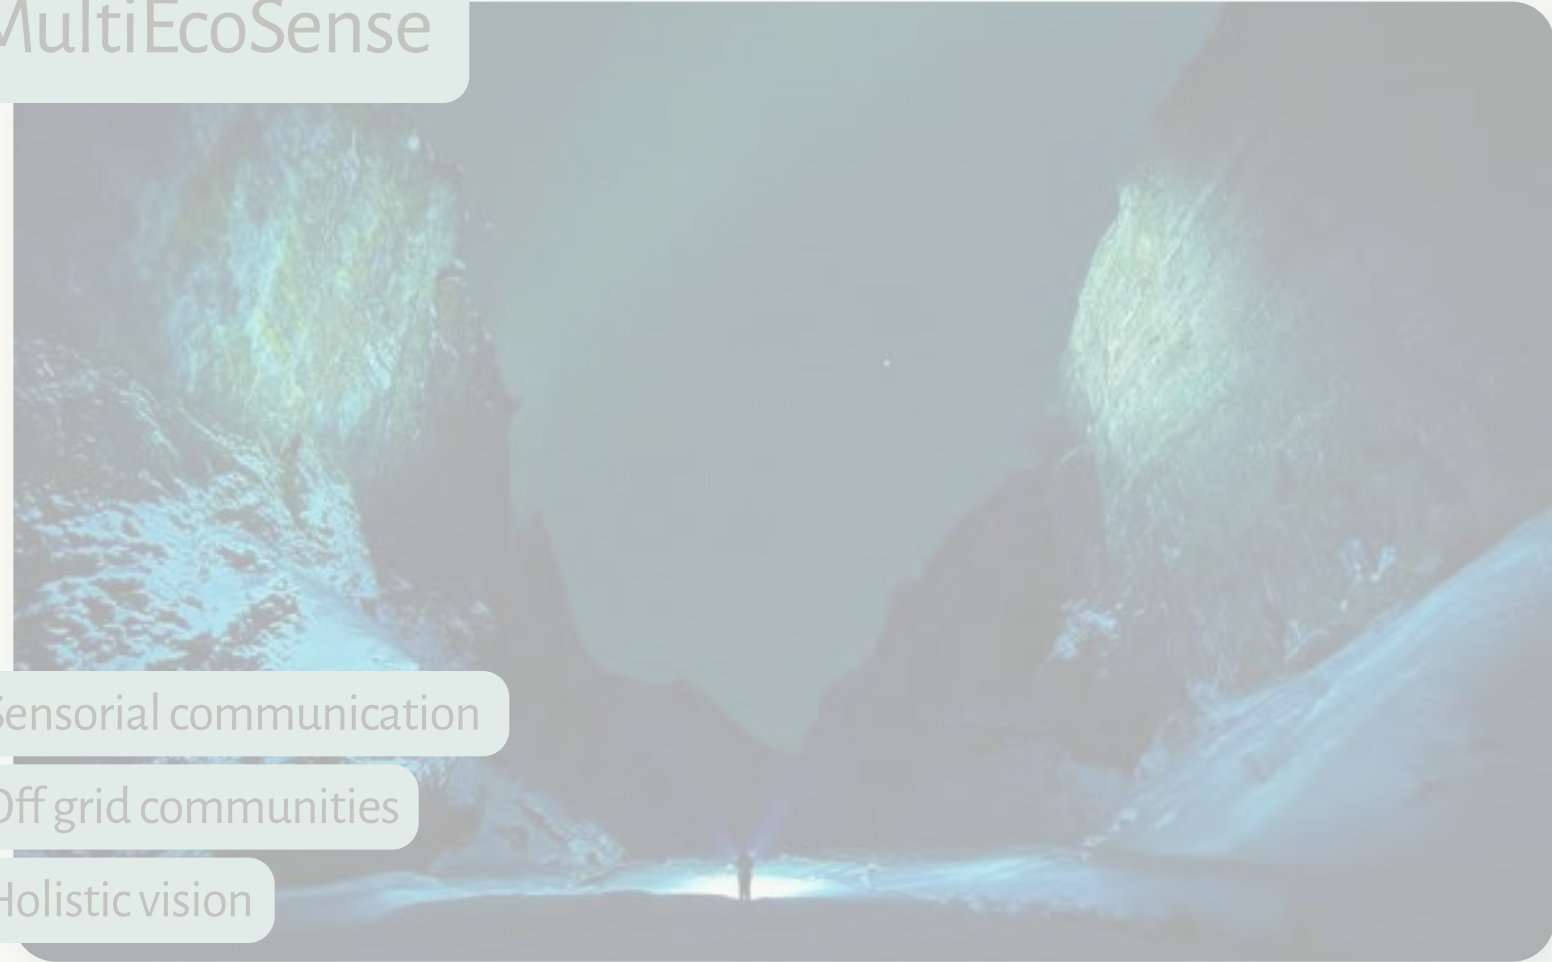 MultiEcoSense
Sensorial communication
Off grid communities
Holistic vision